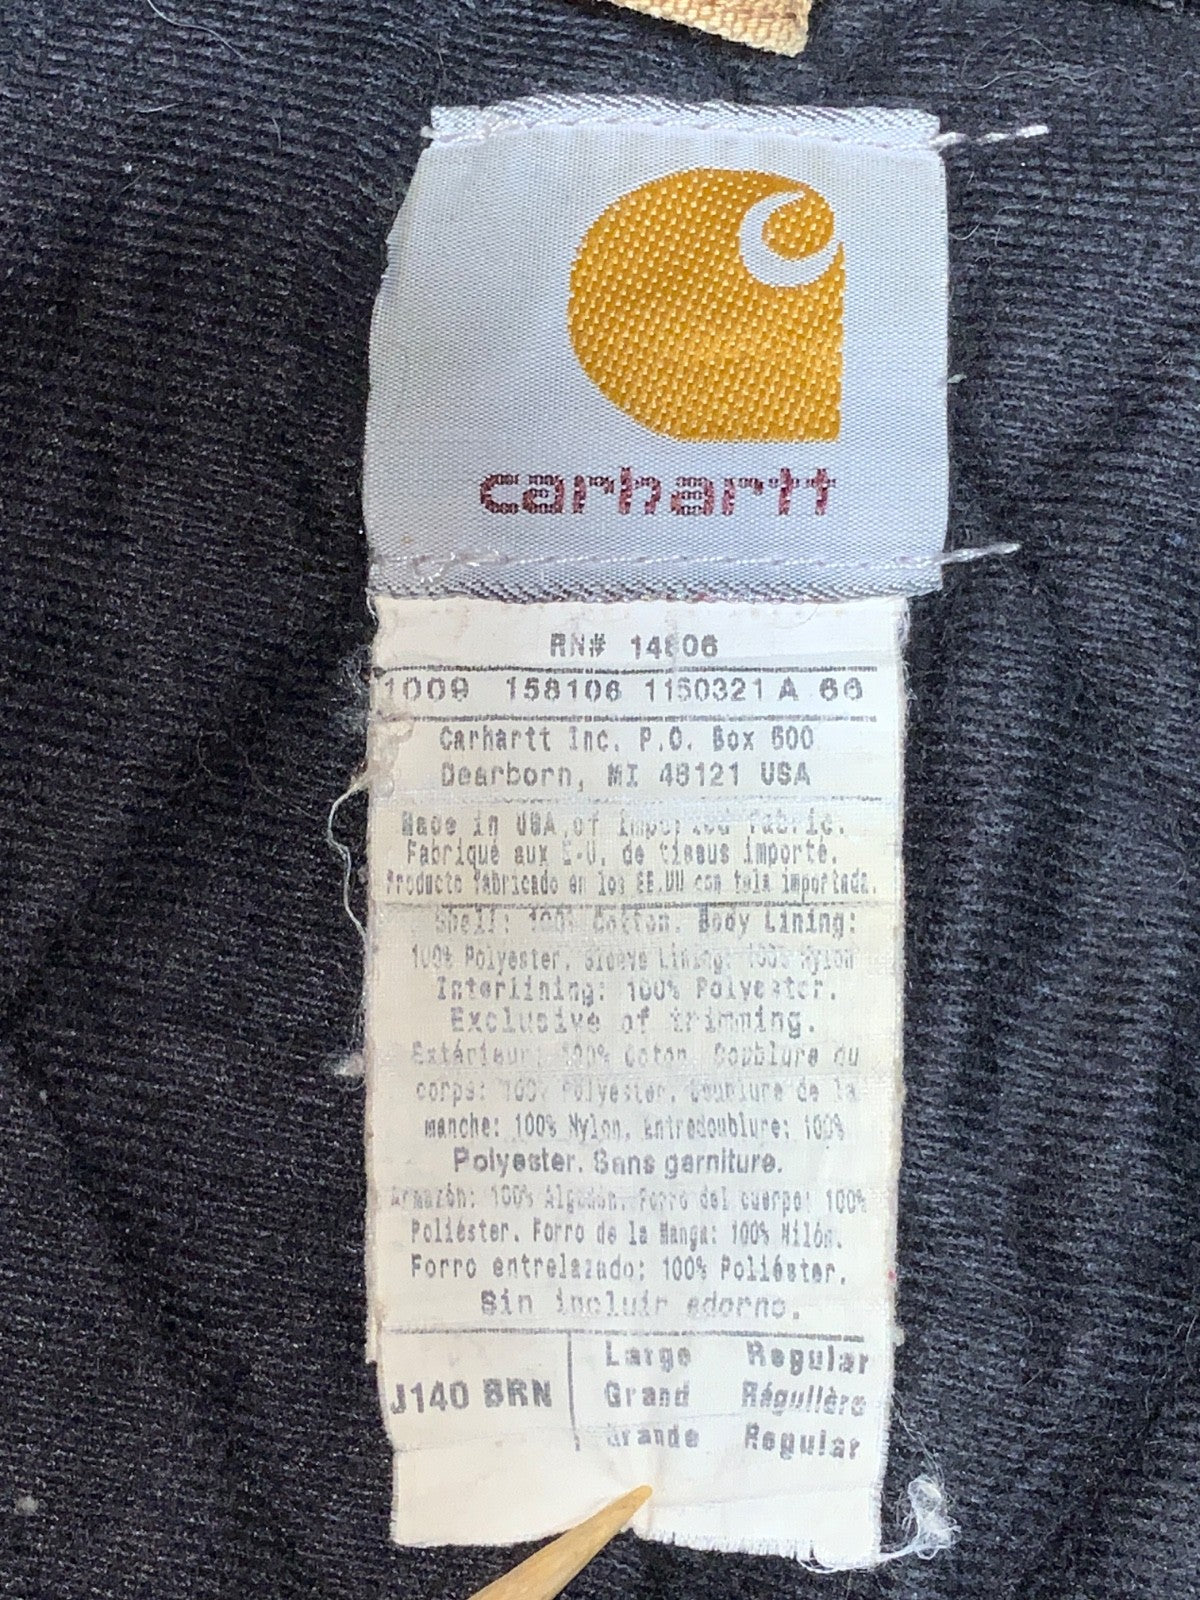 carhartt
RN# 14806
1009 158106 1150321 A 66
Carhartt Inc. P.O. Box 600
Dearborn, MI 48121 USA
Made in USA of imported fabric.
Fabriqué aux É-U. de tissus importé.
Producto fabricado en los EE.UU con tela importada.
Shell: 100% Cotton. Body Lining:
100% Polyester. Sleeve Lining: 100% Nylon
Interlining: 100% Polyester.
Exclusive of trimming.
Extérieur: 100% Coton. Doublure du
corps: 100% Polyester. Doublure de la
manche: 100% Nylon. Entredoublure: 100%
Polyester. Sans garniture.
Armazón: 100% Algodón. Forro del cuerpo: 100%
Poliéster. Forro de la Manga: 100% Nilón.
Forro entrelazado: 100% Poliéster.
Sin incluir adorno.
J140 BRN
Large Regular
Grand Régulière
Grande Regular